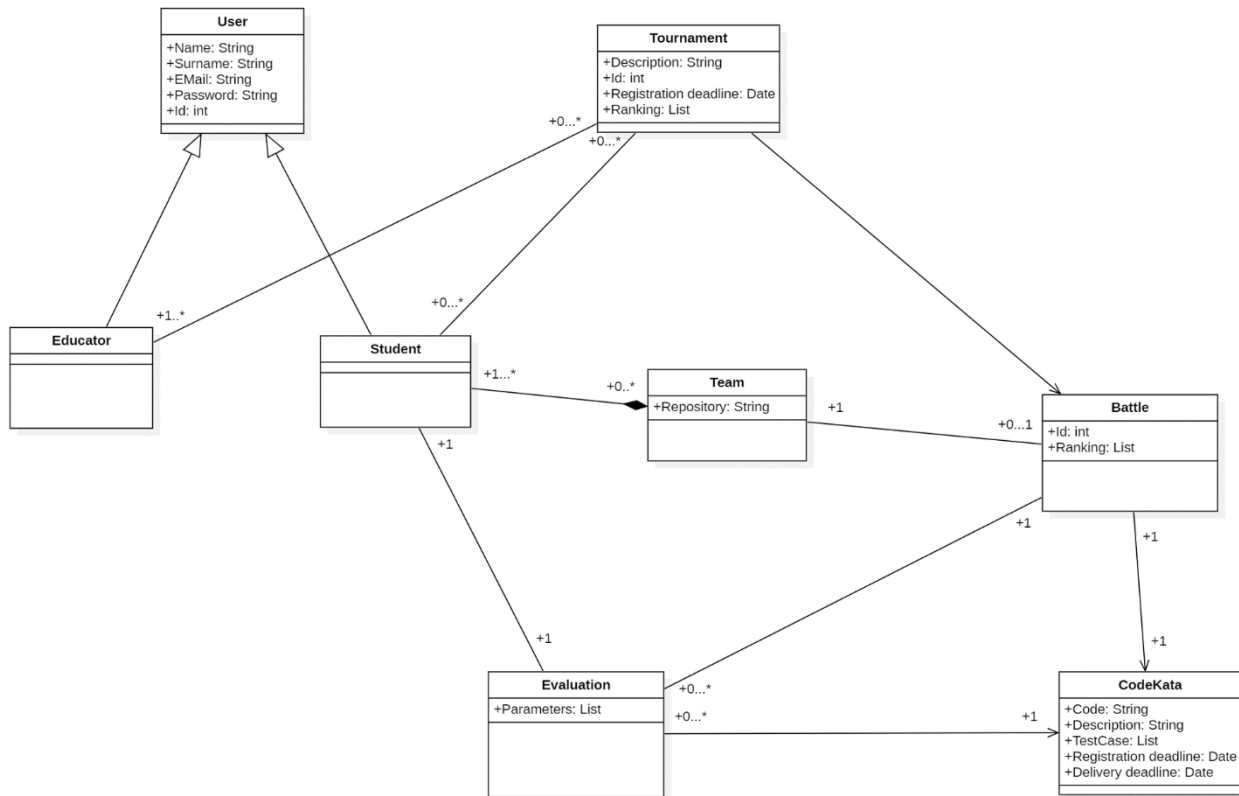 User
+Name: String
+Surname: String
+EMail: String
+Password: String
+Id: int
Tournament
+Description: String
+Id: int
+Registration deadline: Date
+Ranking: List
+0...*
+0...*
+1..*
+0...*
Educator
Student
+1...*
+0..*
Team
+Repository: String
+1
+0...1
Battle
+Id: int
+Ranking: List
+1
+1
+1
+1
+1
Evaluation
+Parameters: List
+0...*
+0...*
+1
CodeKata
+Code: String
+Description: String
+TestCase: List
+Registration deadline: Date
+Delivery deadline: Date